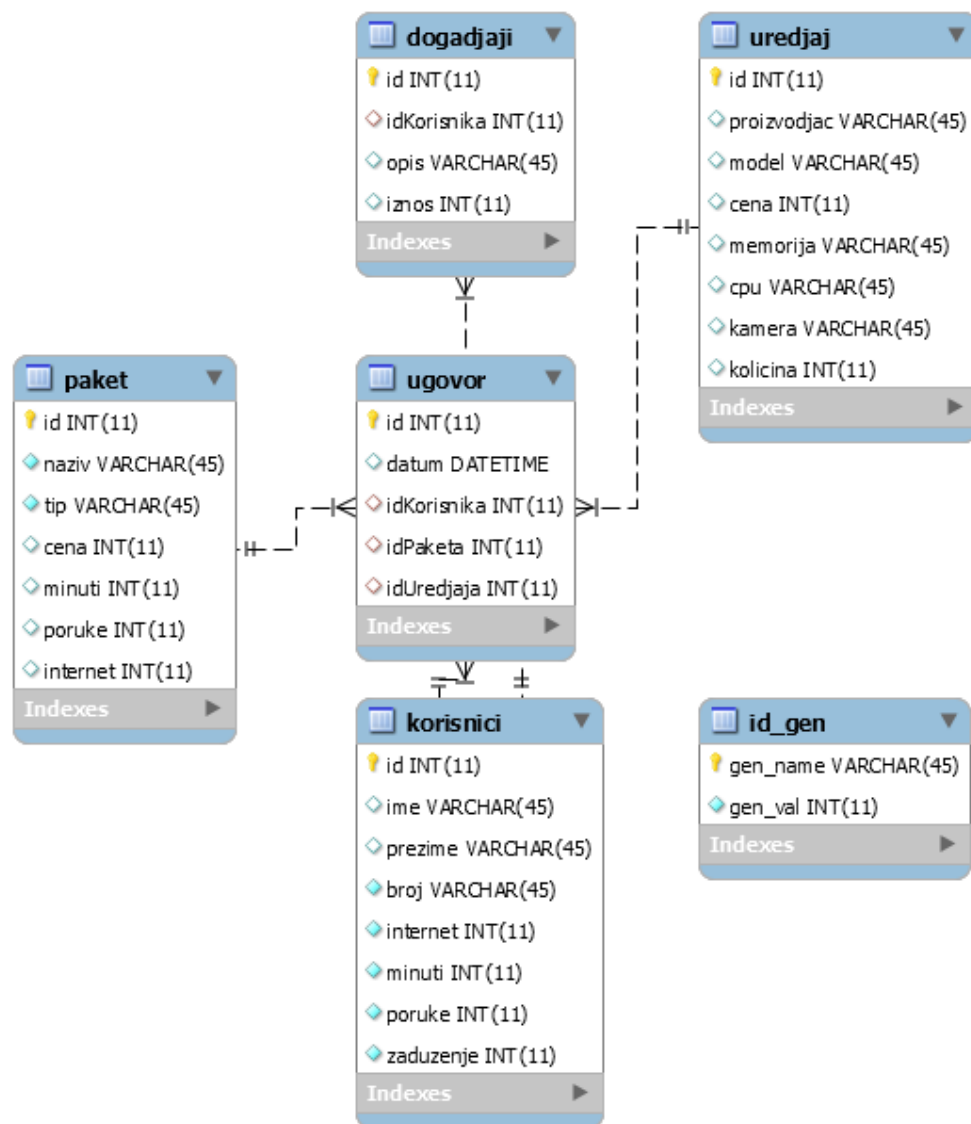 dogadjaji
id INT(11)
idKorisnika INT(11)
opis VARCHAR(45)
iznos INT(11)
Indexes
uredjaj
id INT(11)
proizvodjac VARCHAR(45)
model VARCHAR(45)
cena INT(11)
memorija VARCHAR(45)
cpu VARCHAR(45)
kamera VARCHAR(45)
kolicina INT(11)
Indexes
paket
id INT(11)
naziv VARCHAR(45)
tip VARCHAR(45)
cena INT(11)
minuti INT(11)
poruke INT(11)
internet INT(11)
Indexes
ugovor
id INT(11)
datum DATETIME
idKorisnika INT(11)
idPaketa INT(11)
idUredjaja INT(11)
Indexes
korisnici
id INT(11)
ime VARCHAR(45)
prezime VARCHAR(45)
broj VARCHAR(45)
internet INT(11)
minuti INT(11)
poruke INT(11)
zaduzenje INT(11)
Indexes
id_gen
gen_name VARCHAR(45)
gen_val INT(11)
Indexes